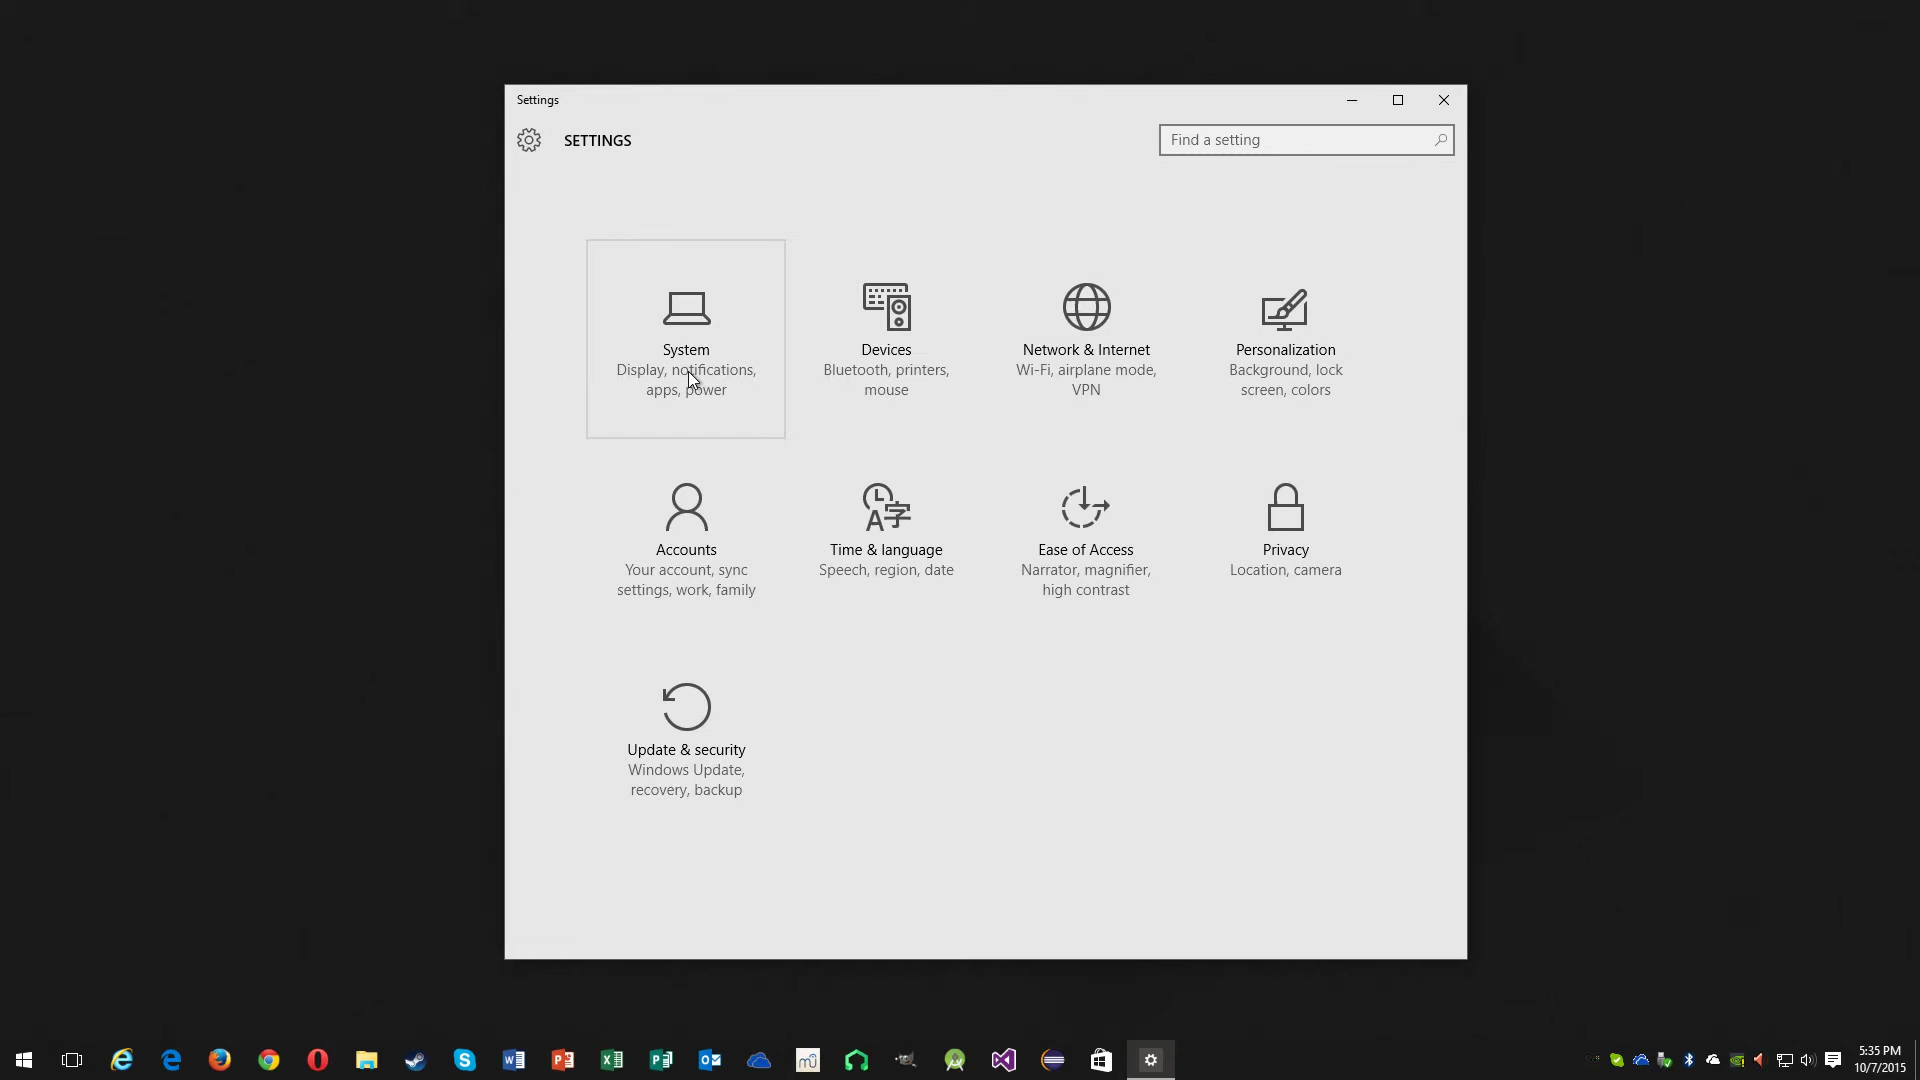 Settings
SETTINGS
Find a setting
System
Display, notifications,
apps, power
Devices
Bluetooth, printers,
mouse
Network & Internet
Wi-Fi, airplane mode,
VPN
Personalization
Background, lock
screen, colors
Accounts
Your account, sync
settings, work, family
Time & language
Speech, region, date
Ease of Access
Narrator, magnifier,
high contrast
Privacy
Location, camera
Update & security
Windows Update,
recovery, backup
5:35 PM
10/7/2015